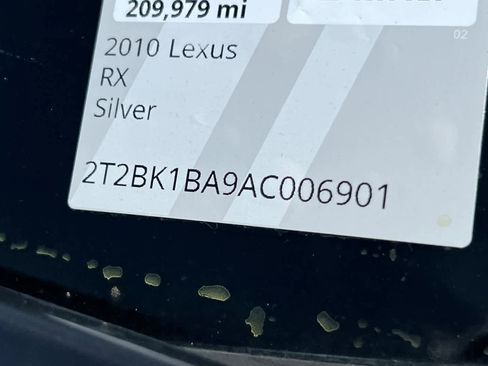 209,979 mi
02
2010 Lexus
RX
Silver
2T2BK1BA9AC006901